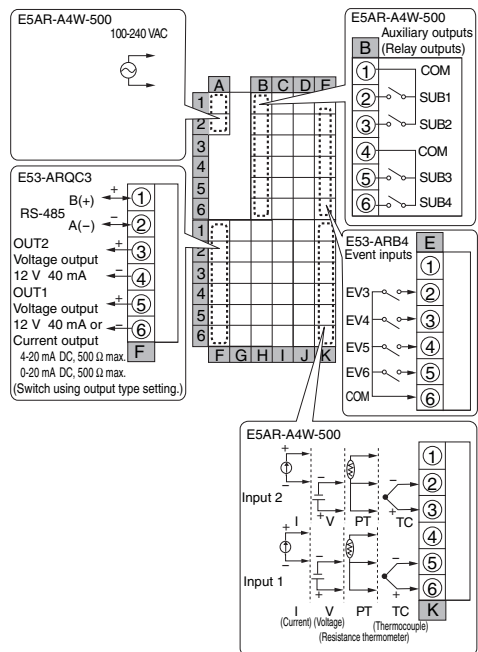 E5AR-A4W-500
100-240 VAC
E5AR-A4W-500
Auxiliary outputs
(Relay outputs)
B
1 COM
2 SUB1
3 SUB2
4 COM
5 SUB3
6 SUB4
A B C D E
1
2
3
4
5
6
1
2
3
4
5
6
F G H I J K
E53-ARQC3
RS-485
B(+) + 1
A(−) − 2
OUT2 + 3
Voltage output
12 V 40 mA − 4
OUT1 + 5
Voltage output
12 V 40 mA or − 6
Current output
F
4-20 mA DC, 500 Ω max.
0-20 mA DC, 500 Ω max.
(Switch using output type setting.)
E53-ARB4
Event inputs
E
1
EV3 2
EV4 3
EV5 4
EV6 5
COM 6
E5AR-A4W-500
1
2
3
4
5
6
K
Input 2
+ − − + − +
I V PT TC
Input 1
+ − − + − +
I V PT TC
(Current) (Voltage) (Thermocouple)
(Resistance thermometer)